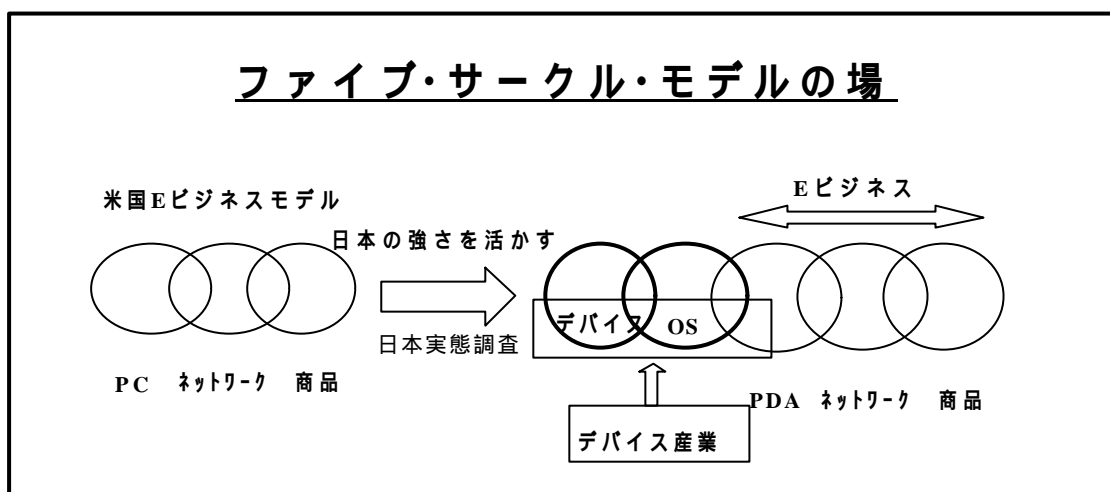 ファイブ・サークル・モデルの場
米国Eビジネスモデル
日本の強さを活かす
日本実態調査
PC ネットワーク 商品
Eビジネス
デバイス OS
PDA ネットワーク 商品
デバイス産業